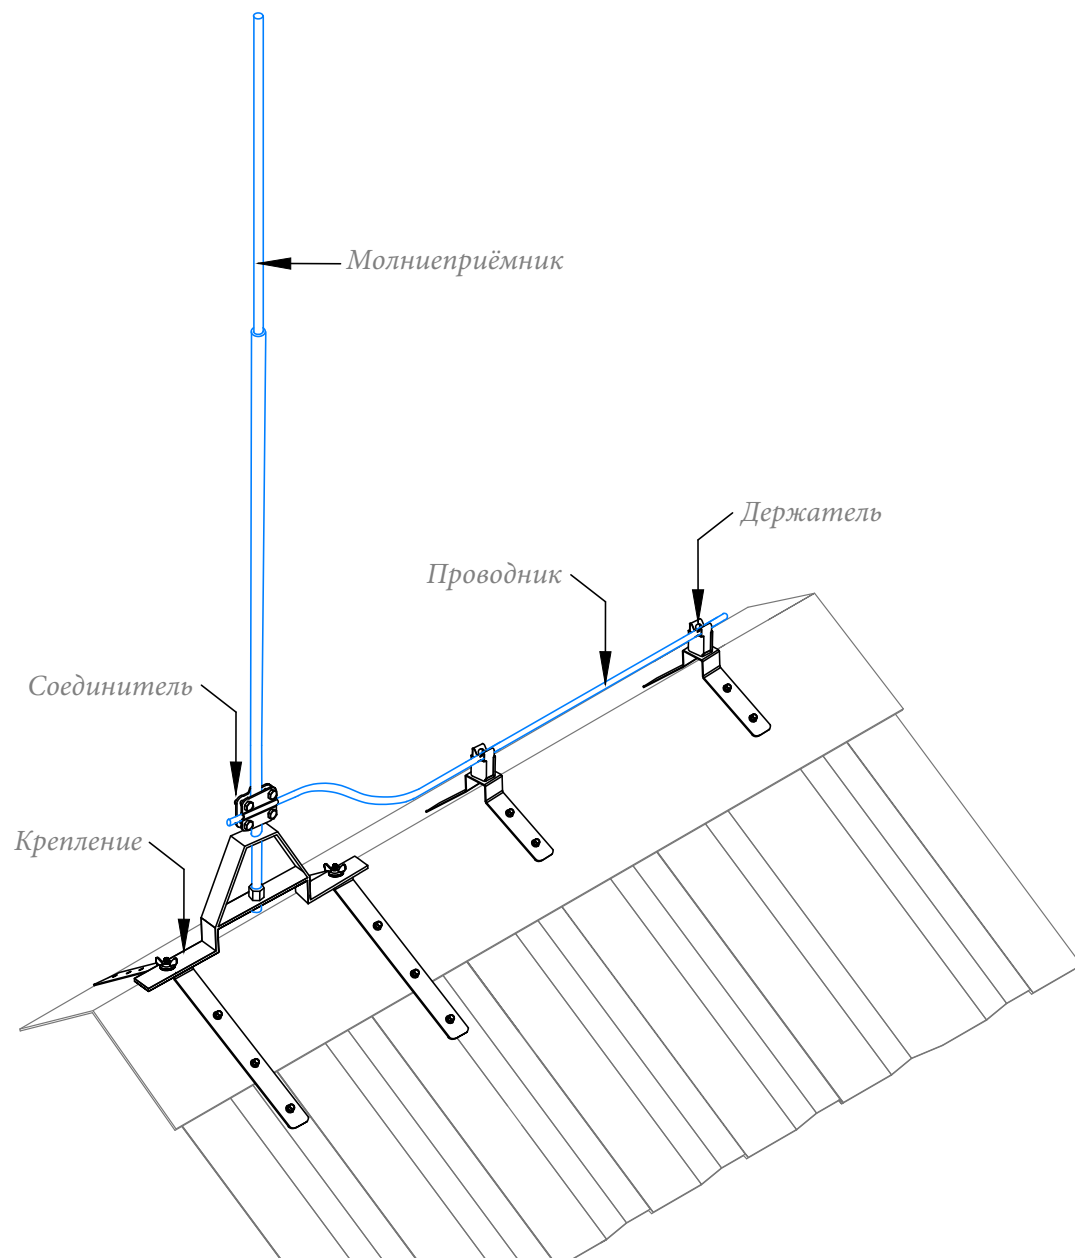 Молниеприёмник
Держатель
Проводник
Соединитель
Крепление